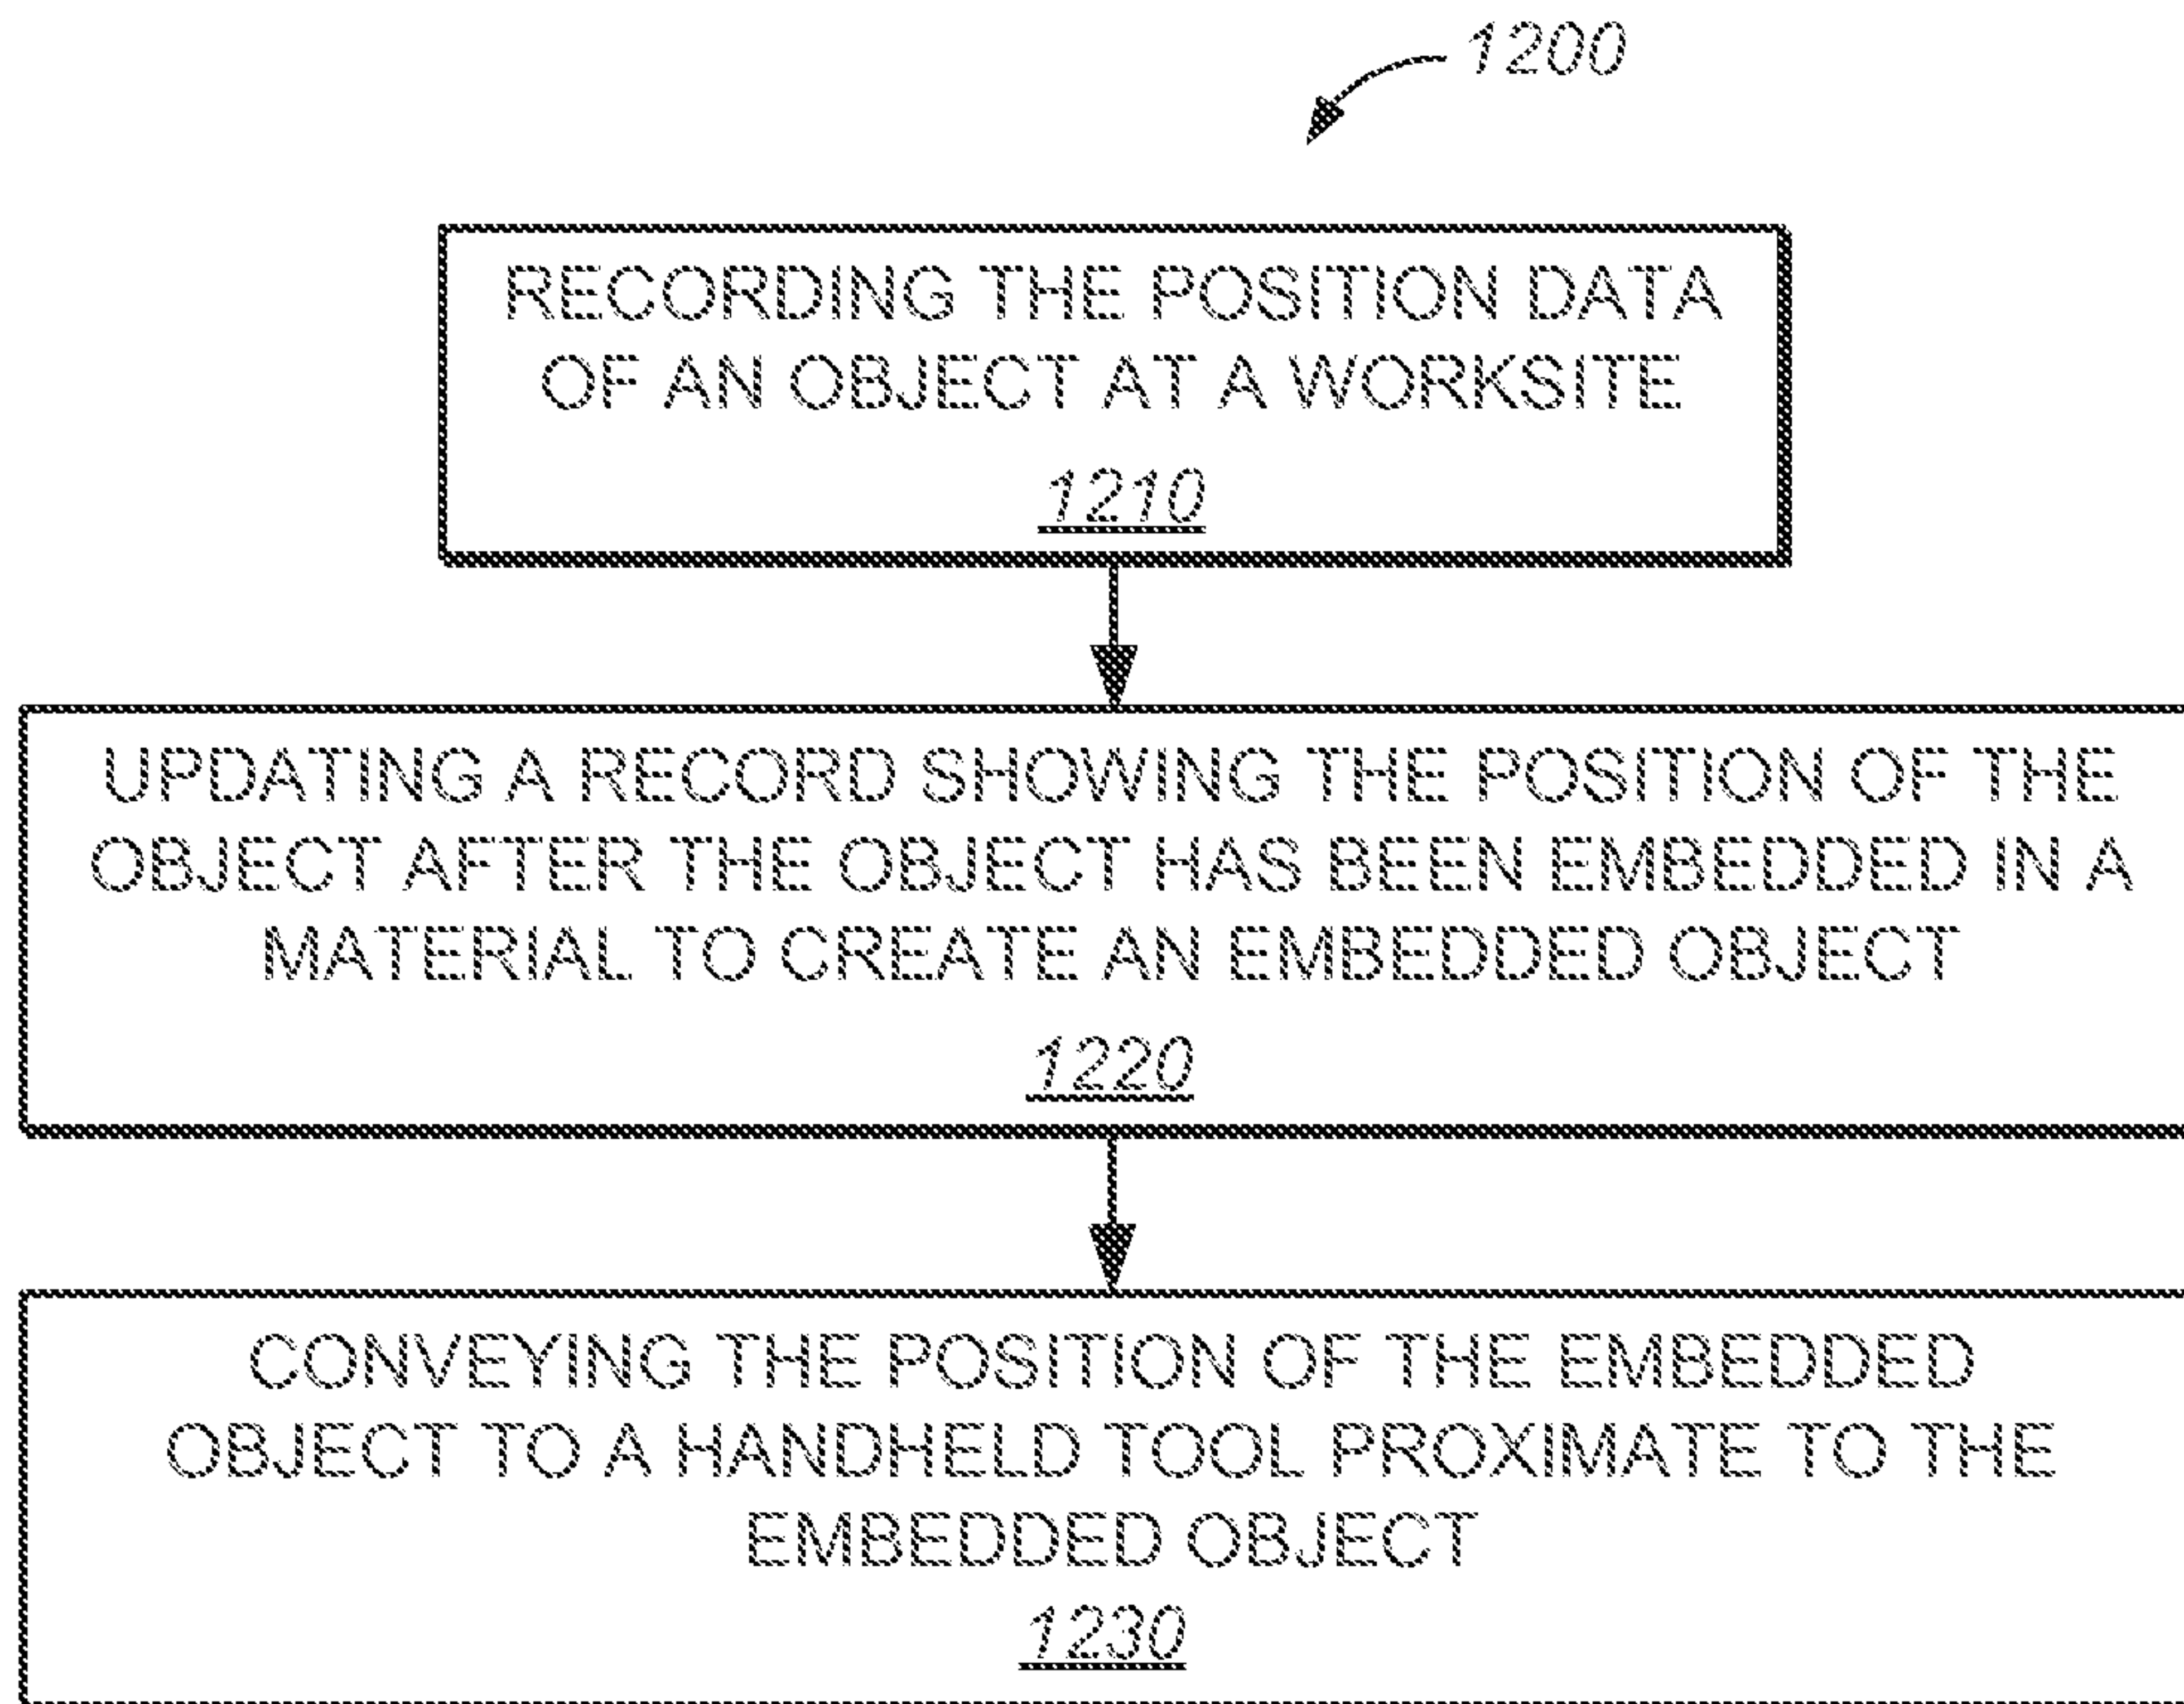 1200
RECORDING THE POSITION DATA
OF AN OBJECT AT A WORKSITE
1210
UPDATING A RECORD SHOWING THE POSITION OF THE
OBJECT AFTER THE OBJECT HAS BEEN EMBEDDED IN A
MATERIAL TO CREATE AN EMBEDDED OBJECT
1220
CONVEYING THE POSITION OF THE EMBEDDED
OBJECT TO A HANDHELD TOOL PROXIMATE TO THE
EMBEDDED OBJECT
1230